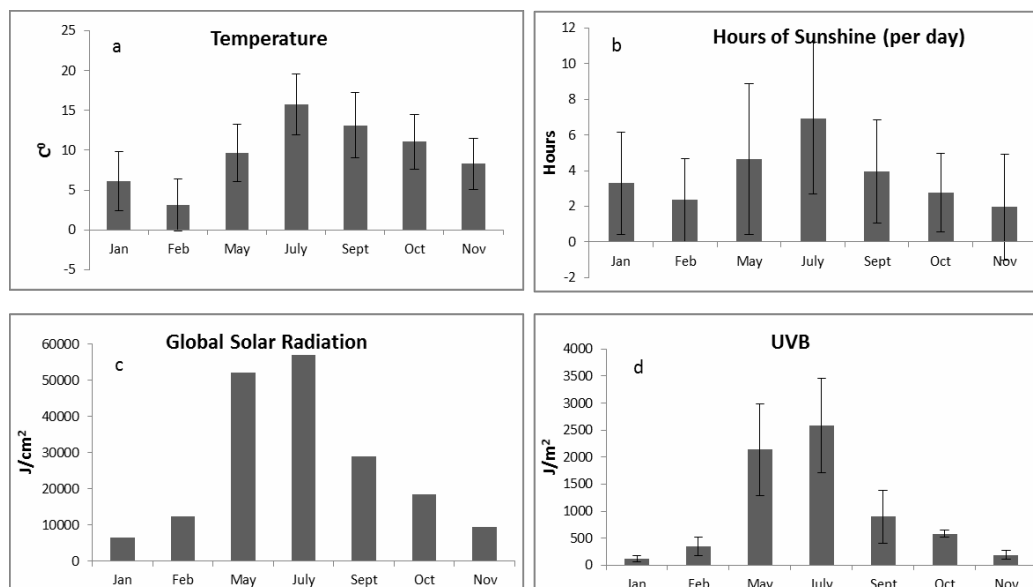 a
Temperature
25
20
15
10
5
0
-5
C⁰
Jan Feb May July Sept Oct Nov
b
Hours of Sunshine (per day)
12
10
8
6
4
2
0
-2
Hours
Jan Feb May July Sept Oct Nov
c
Global Solar Radiation
60000
50000
40000
30000
20000
10000
0
J/cm²
Jan Feb May July Sept Oct Nov
d
UVB
4000
3500
3000
2500
2000
1500
1000
500
0
J/m²
Jan Feb May July Sept Oct Nov